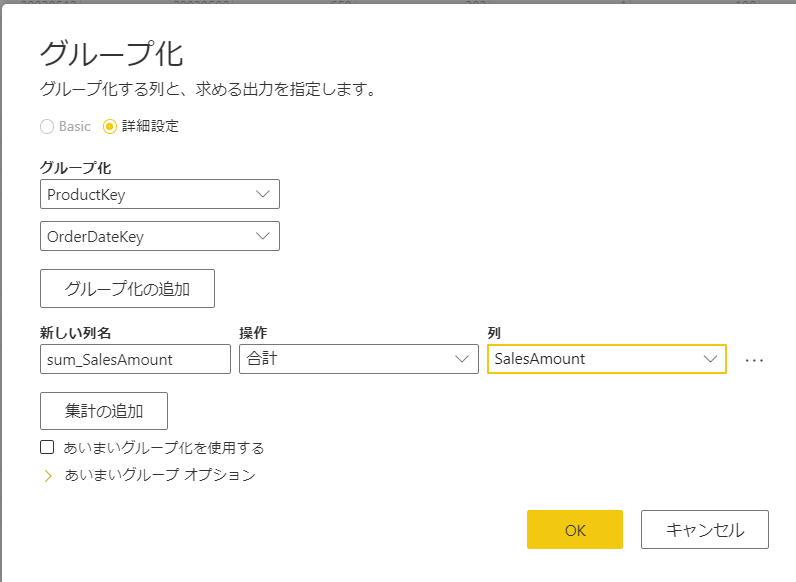 グループ化
グループ化する列と、求める出力を指定します。
Basic 詳細設定
グループ化
ProductKey
OrderDateKey
グループ化の追加
新しい列名 操作 列
sum_SalesAmount 合計 SalesAmount ...
集計の追加
あいまいグループ化を使用する
あいまいグループ オプション
OK キャンセル